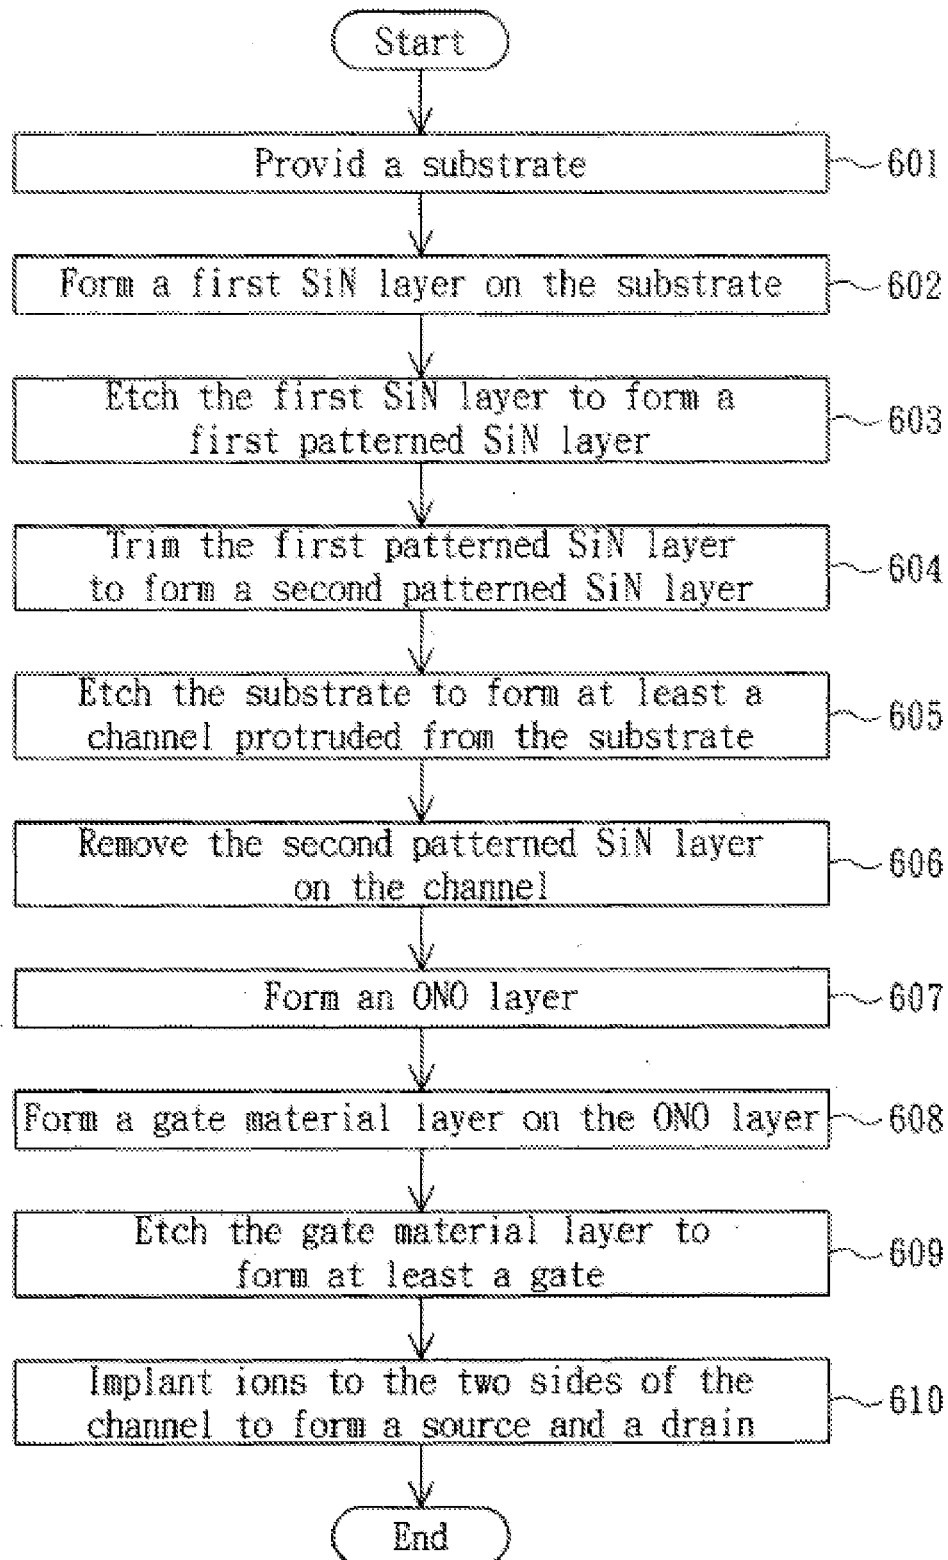 Start
Provid a substrate
601
Form a first SiN layer on the substrate
602
Etch the first SiN layer to form a
first patterned SiN layer
603
Trim the first patterned SiN layer
to form a second patterned SiN layer
604
Etch the substrate to form at least a
channel protruded from the substrate
605
Remove the second patterned SiN layer
on the channel
606
Form an ONO layer
607
Form a gate material layer on the ONO layer
608
Etch the gate material layer to
form at least a gate
609
Implant ions to the two sides of the
channel to form a source and a drain
610
End